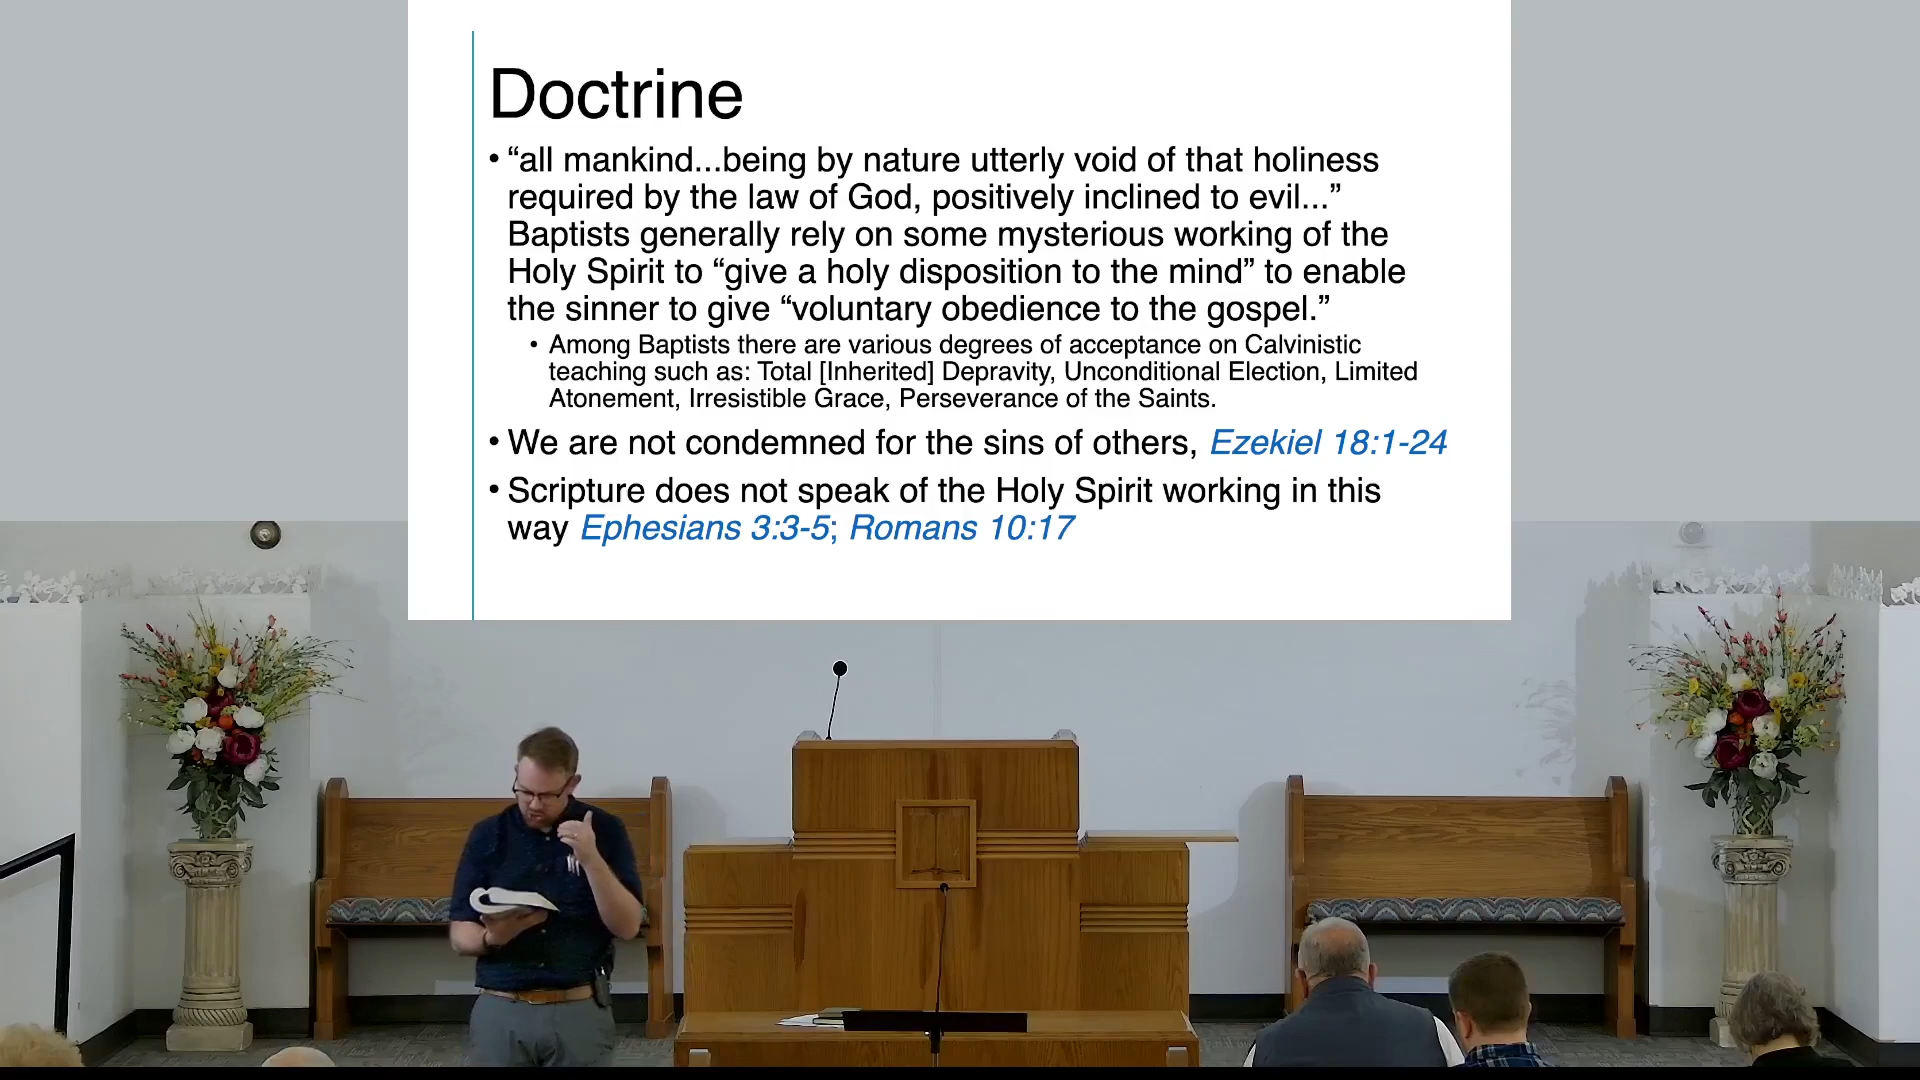 Doctrine
• “all mankind...being by nature utterly void of that holiness
required by the law of God, positively inclined to evil...”
Baptists generally rely on some mysterious working of the
Holy Spirit to “give a holy disposition to the mind” to enable
the sinner to give “voluntary obedience to the gospel.”
• Among Baptists there are various degrees of acceptance on Calvinistic
teaching such as: Total [Inherited] Depravity, Unconditional Election, Limited
Atonement, Irresistible Grace, Perseverance of the Saints.
• We are not condemned for the sins of others, Ezekiel 18:1-24
• Scripture does not speak of the Holy Spirit working in this
way Ephesians 3:3-5; Romans 10:17